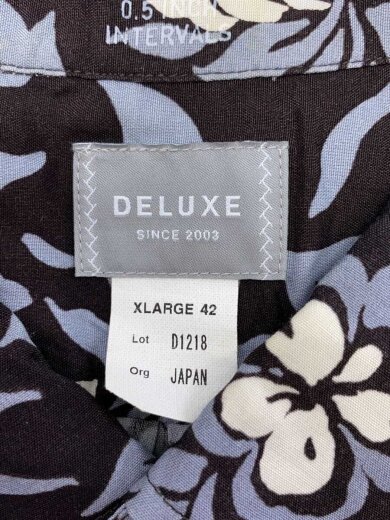 0.5 INCH
INTERVALS
DELUXE
SINCE 2003
XLARGE 42
Lot D1218
Org JAPAN